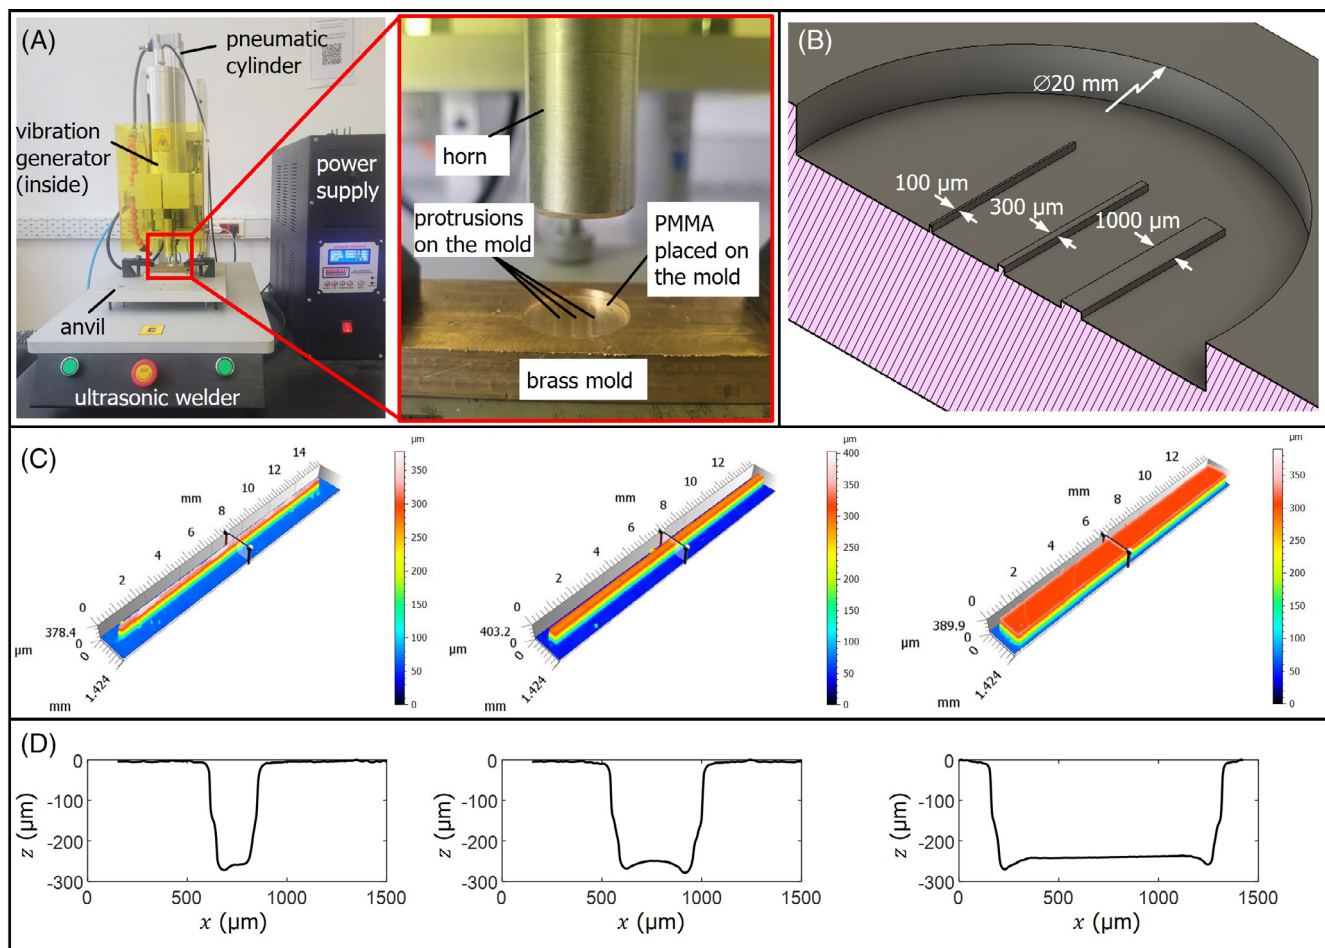 (A)
pneumatic
cylinder
vibration
generator
(inside)
power
supply
anvil
ultrasonic welder
horn
protrusions
on the mold
PMMA
placed on
the mold
brass mold
(B)
Ø20 mm
100 µm
300 µm
1000 µm
(C)
mm
0 2 4 6 8 10 12 14
378.4
µm
0
0
1.424
mm
µm
350
300
250
200
150
100
50
0
mm
0 2 4 6 8 10 12
403.2
µm
0
0
1.424
mm
µm
400
350
300
250
200
150
100
50
0
mm
0 2 4 6 8 10 12
389.9
µm
0
0
1.424
mm
µm
350
300
250
200
150
100
50
0
(D)
0
-100
-200
-300
z (µm)
0 500 1000 1500
x (µm)
0
-100
-200
-300
z (µm)
0 500 1000 1500
x (µm)
0
-100
-200
-300
z (µm)
0 500 1000 1500
x (µm)